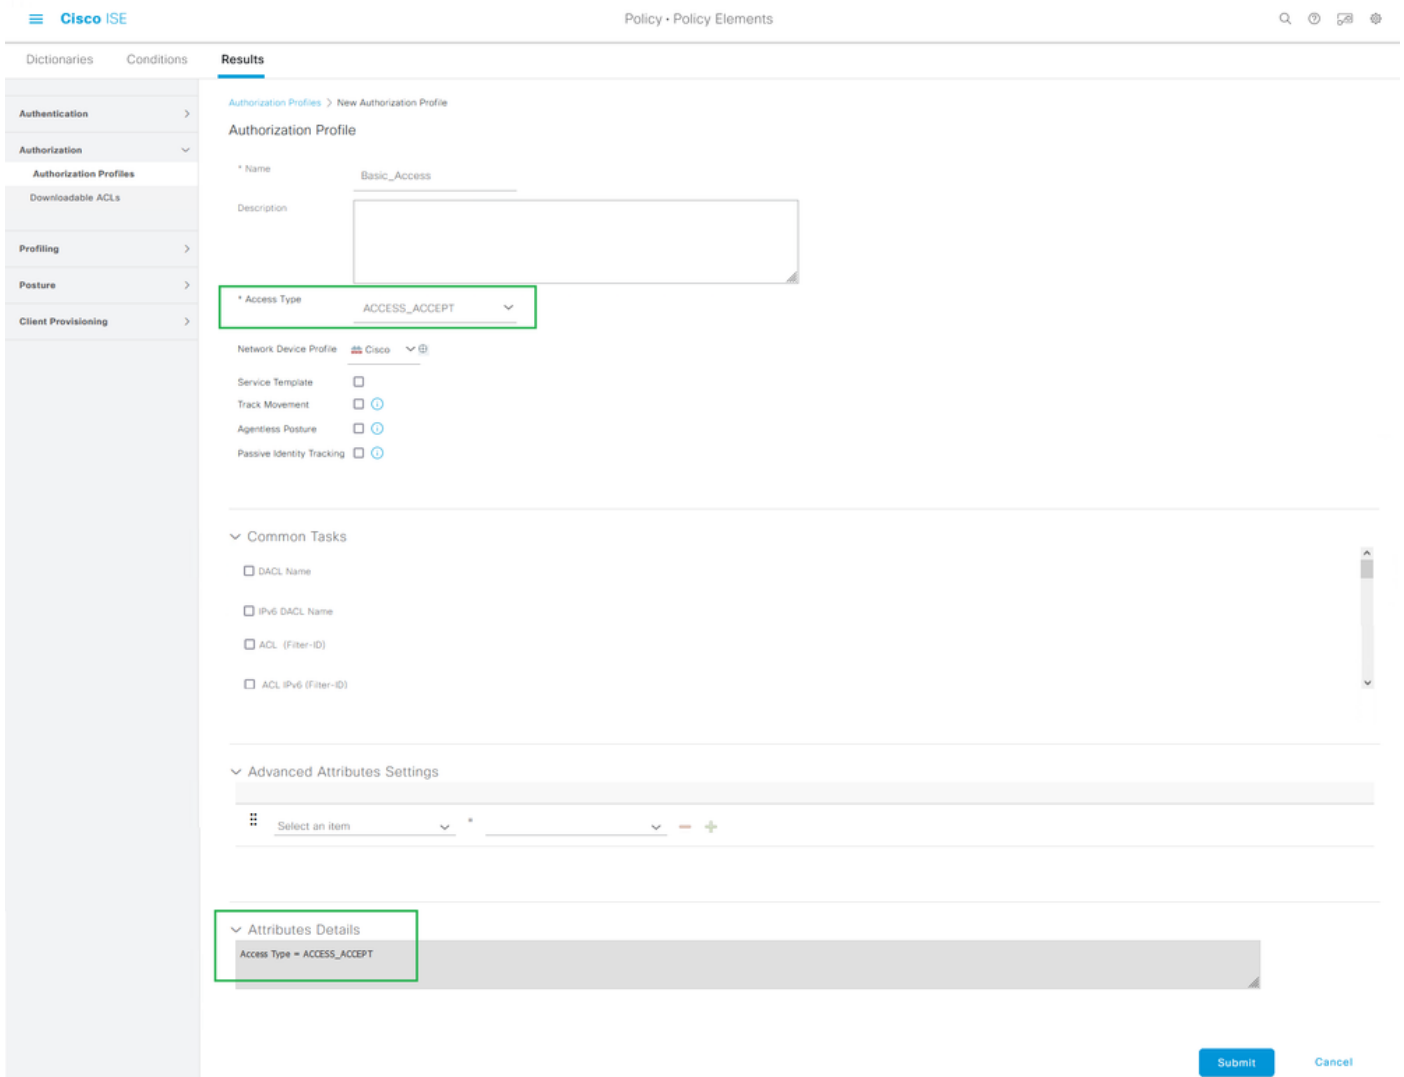 Cisco ISE
Policy · Policy Elements
Dictionaries Conditions Results
Authentication
Authorization
Authorization Profiles
Downloadable ACLs
Profiling
Posture
Client Provisioning
Authorization Profiles > New Authorization Profile
Authorization Profile
* Name Basic_Access
Description
* Access Type ACCESS_ACCEPT
Network Device Profile Cisco
Service Template
Track Movement
Agentless Posture
Passive Identity Tracking
Common Tasks
DACL Name
IPv6 DACL Name
ACL (Filter-ID)
ACL IPv6 (Filter-ID)
Advanced Attributes Settings
Select an item
Attributes Details
Access Type = ACCESS_ACCEPT
Submit Cancel